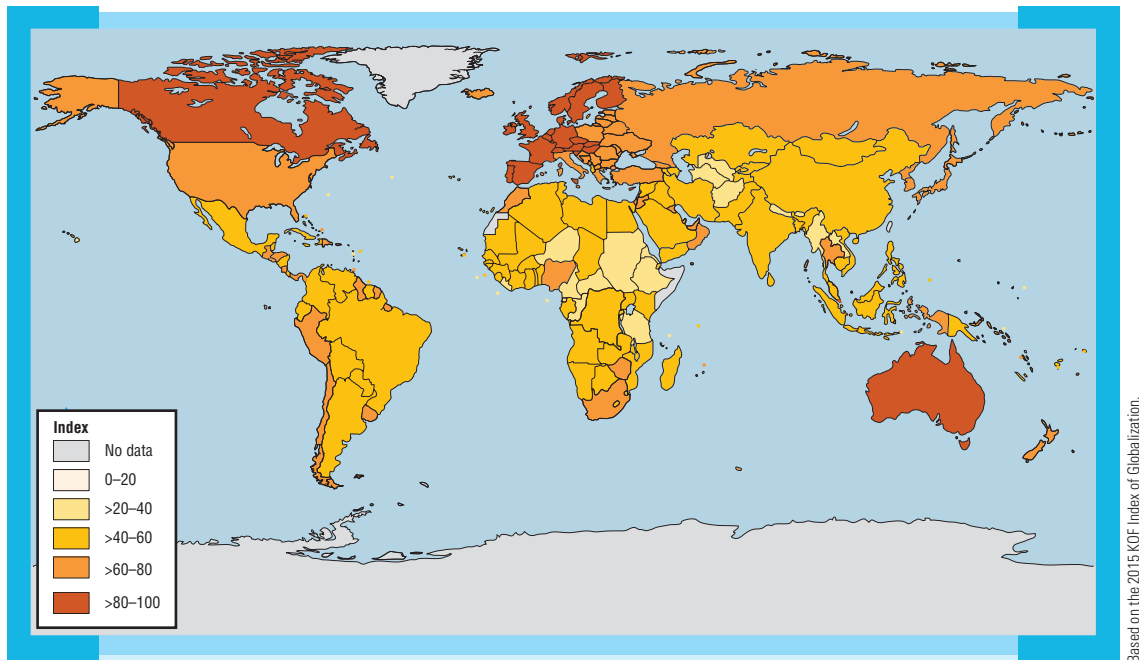 Index
No data
0–20
>20–40
>40–60
>60–80
>80–100
Based on the 2015 KOF Index of Globalization.